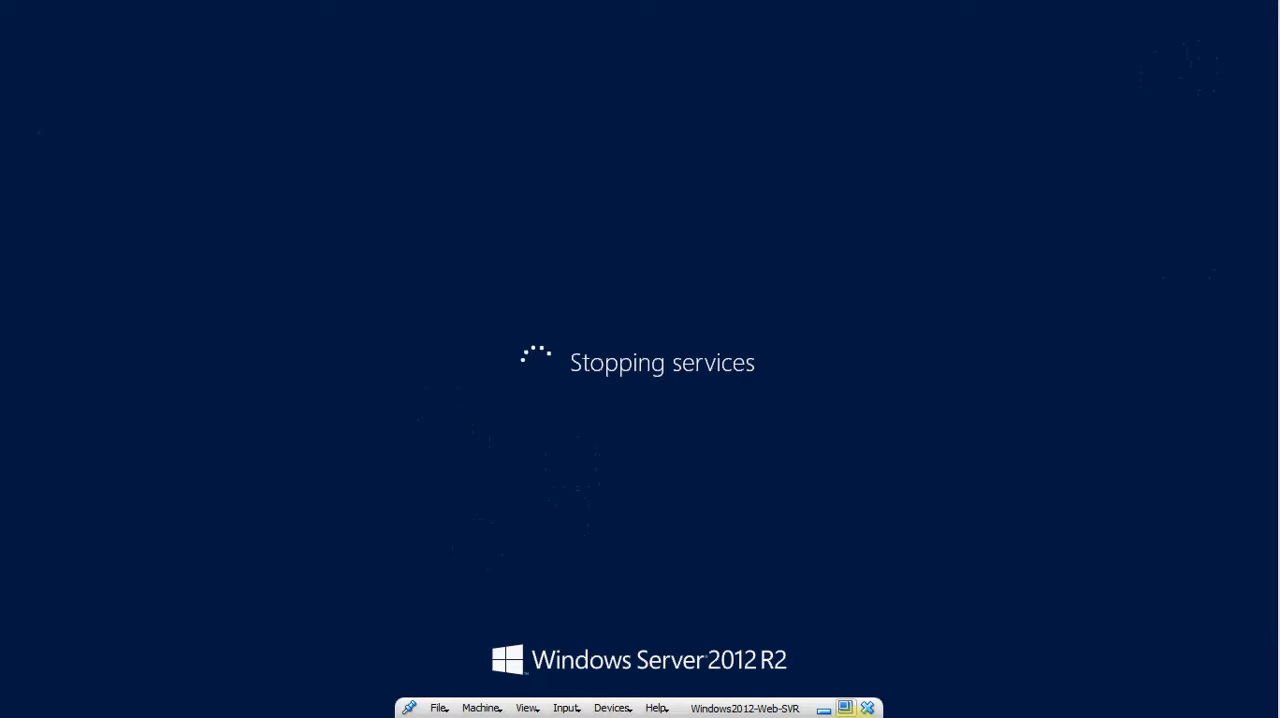 Stopping services
Windows Server 2012 R2
File Machine View Input Devices Help Windows2012-Web-SVR